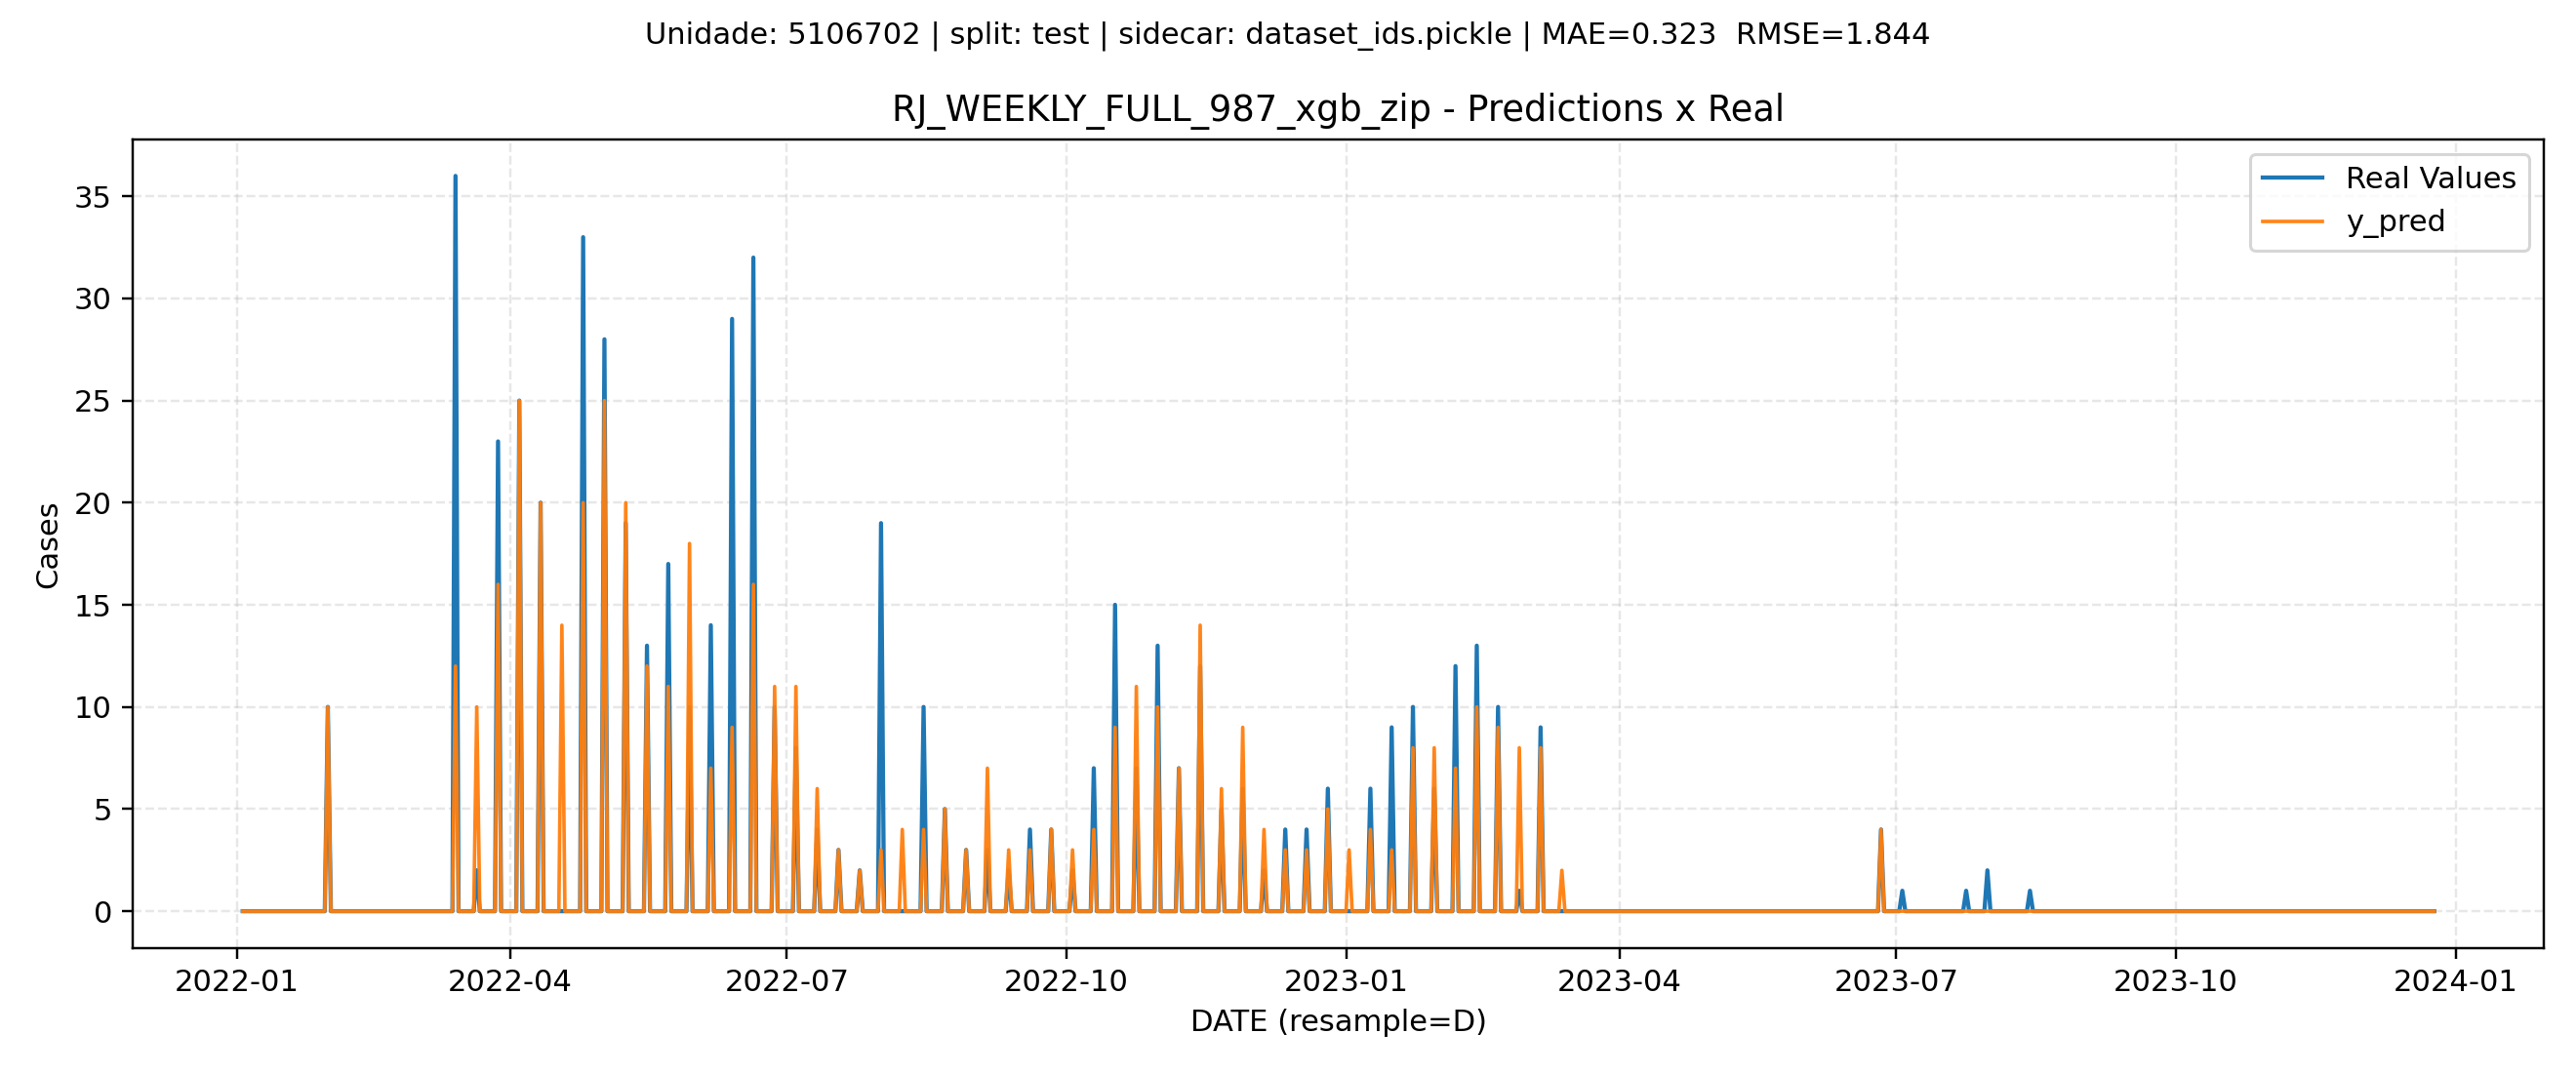 Unidade: 5106702 | split: test | sidecar: dataset_ids.pickle | MAE=0.323  RMSE=1.844
RJ_WEEKLY_FULL_987_xgb_zip - Predictions x Real
Real Values
y_pred
Cases
35
30
25
20
15
10
5
0
2022-01
2022-04
2022-07
2022-10
2023-01
2023-04
2023-07
2023-10
2024-01
DATE (resample=D)